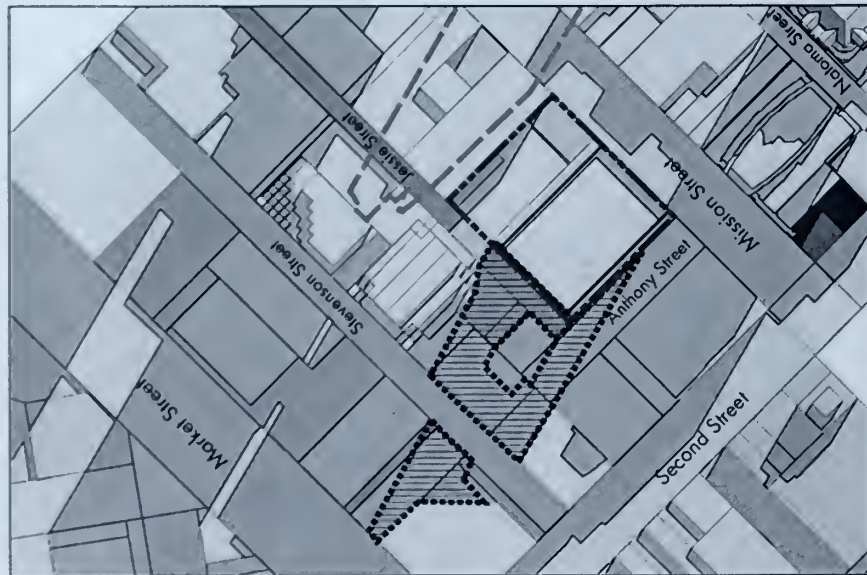 Natoma Street
Jessie Street
Mission Street
Stevenson Street
Anthony Street
Market Street
Second Street